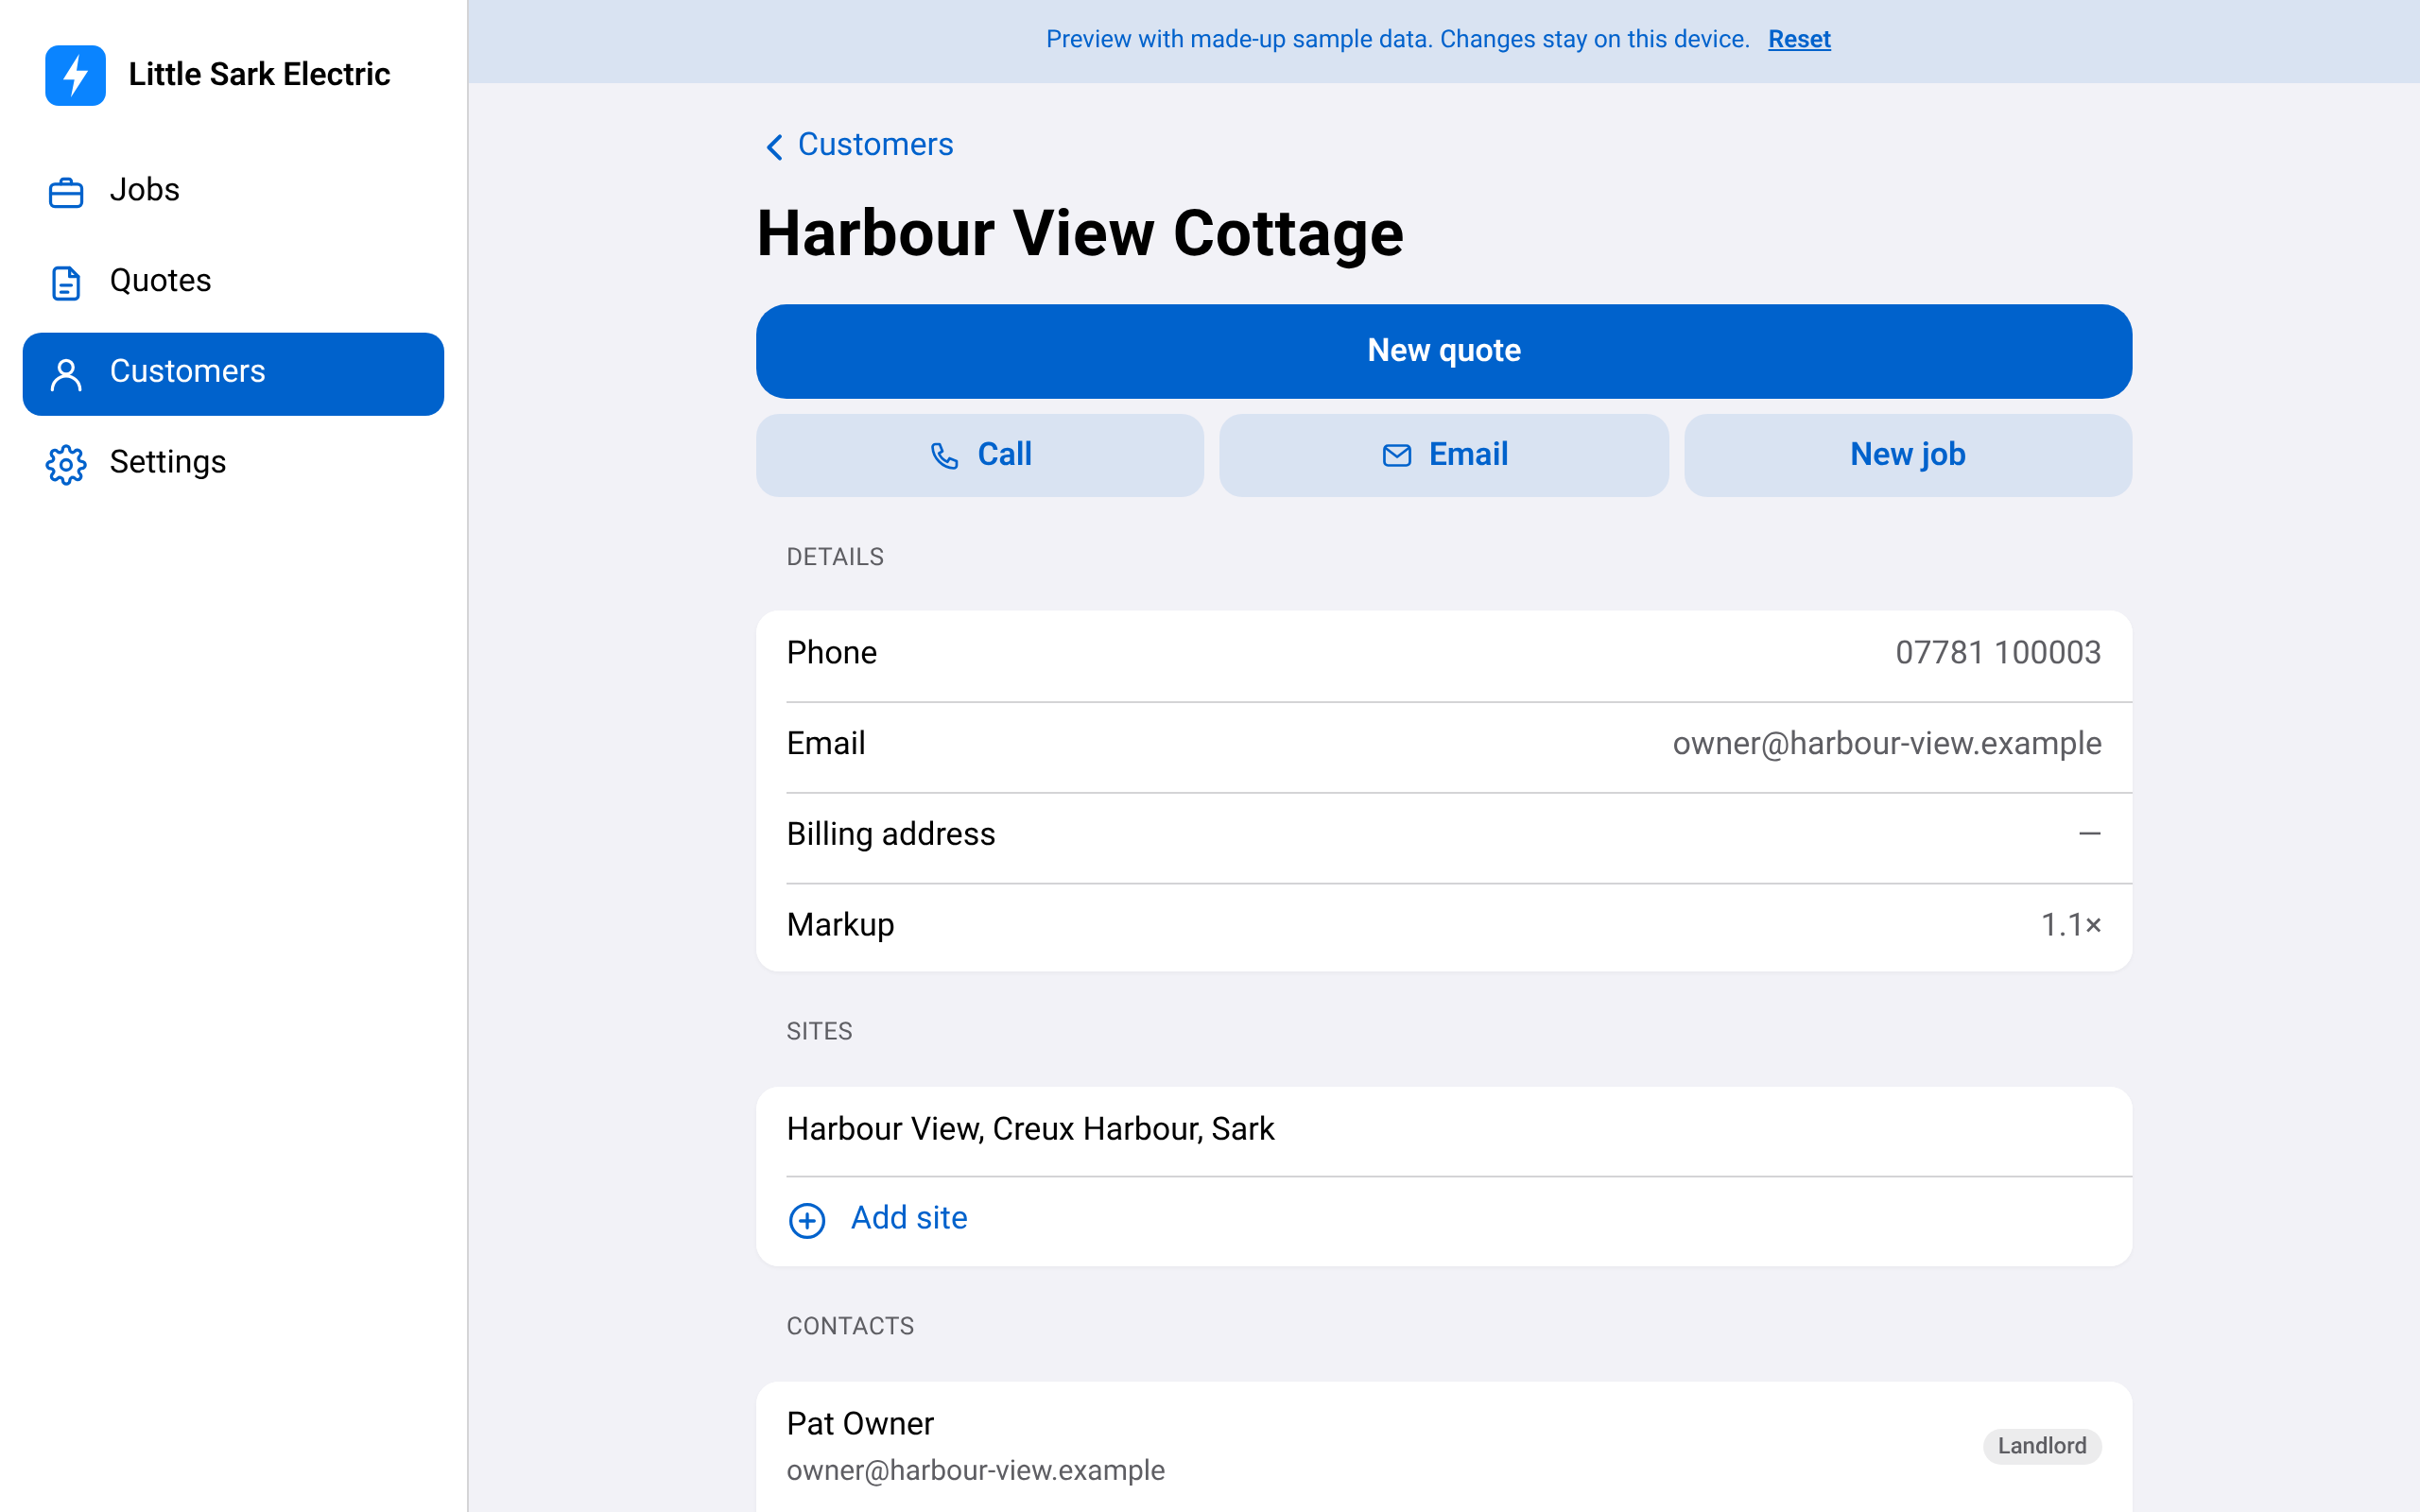 Little Sark Electric
Jobs
Quotes
Customers
Settings
Preview with made-up sample data. Changes stay on this device. Reset
Customers
Harbour View Cottage
New quote
Call
Email
New job
DETAILS
Phone 07781 100003
Email owner@harbour-view.example
Billing address —
Markup 1.1×
SITES
Harbour View, Creux Harbour, Sark
Add site
CONTACTS
Pat Owner
Landlord
owner@harbour-view.example